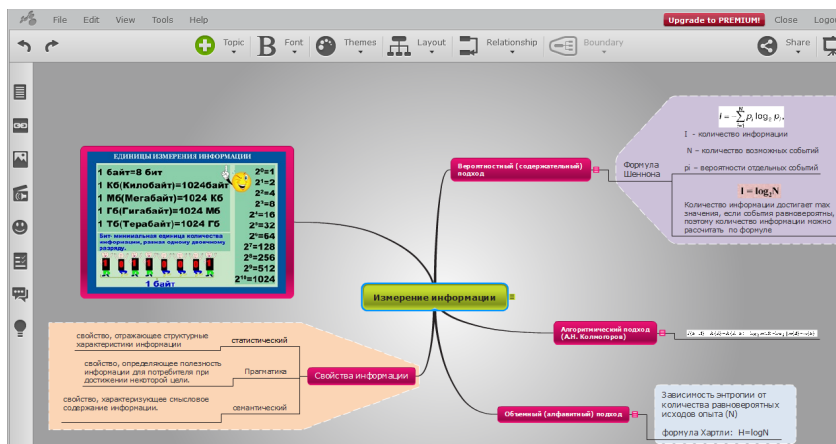 File Edit View Tools Help Upgrade to PREMIUM! Close Logou
Topic Font Themes Layout Relationship Boundary Share
ЕДИНИЦЫ ИЗМЕРЕНИЯ ИНФОРМАЦИИ
1 байт=8 бит
1 Кб(Килобайт)=1024байт
1 Мб(Мегабайт)=1024 Кб
1 Гб(Гигабайт)=1024 Мб
1 Тб(Терабайт)=1024 Гб
Бит- минимальная единица количества
информации, равная одному двоичному
разряду.
1 байт
2⁰=1
2¹=2
2²=4
2³=8
2⁴=16
2⁵=32
2⁶=64
2⁷=128
2⁸=256
2⁹=512
2¹⁰=1024
Измерение информации
Вероятностный (содержательный)
подход
Формула
Шеннона
I = -∑ pᵢ log₂ pᵢ,
I - количество информации
N - количество возможных событий
pi - вероятности отдельных событий
I = log₂N
Количество информации достигает max
значения, если события равновероятны,
поэтому количество информации можно
рассчитать по формуле
Алгоритмический подход
(А.Н. Колмогоров)
Объемный (алфавитный) подход
Зависимость энтропии от
количества равновероятных
исходов опыта (N)
формула Хартли: H=logN
Свойства информации
статистический
свойство, отражающее структурные
характеристики информации
Прагматика
свойство, определяющее полезность
информации для потребителя при
достижении некоторой цели.
семантический
свойство, характеризующее смысловое
содержание информации.